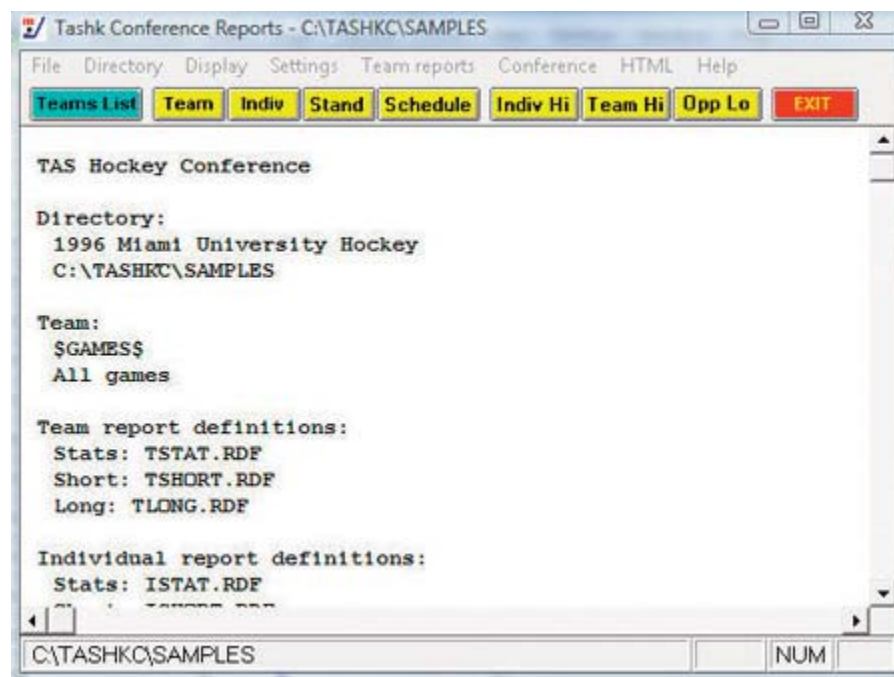 Tashk Conference Reports - C:\TASHKC\SAMPLES
File Directory Display Settings Team reports Conference HTML Help
Teams List Team Indiv Stand Schedule Indiv Hi Team Hi Opp Lo EXIT
TAS Hockey Conference
Directory:
1996 Miami University Hockey
C:\TASHKC\SAMPLES
Team:
$GAMES$
All games
Team report definitions:
Stats: TSTAT.RDF
Short: TSHORT.RDF
Long: TLONG.RDF
Individual report definitions:
Stats: ISTAT.RDF
C:\TASHKC\SAMPLES NUM